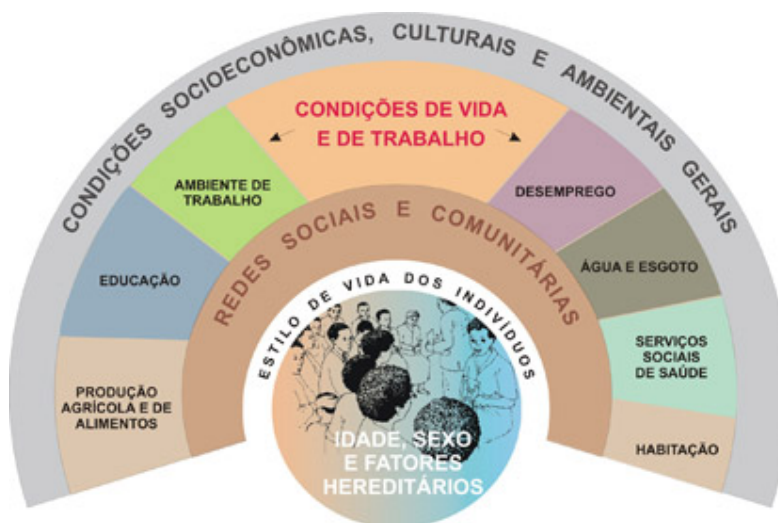 CONDIÇÕES SOCIOECONÔMICAS, CULTURAIS E AMBIENTAIS GERAIS
CONDIÇÕES DE VIDA
E DE TRABALHO
AMBIENTE DE
TRABALHO
DESEMPREGO
EDUCAÇÃO
ÁGUA E ESGOTO
PRODUÇÃO
AGRÍCOLA E DE
ALIMENTOS
SERVIÇOS
SOCIAIS
DE SAÚDE
HABITAÇÃO
REDES SOCIAIS E COMUNITÁRIAS
ESTILO DE VIDA DOS INDIVÍDUOS
IDADE, SEXO
E FATORES
HEREDITÁRIOS